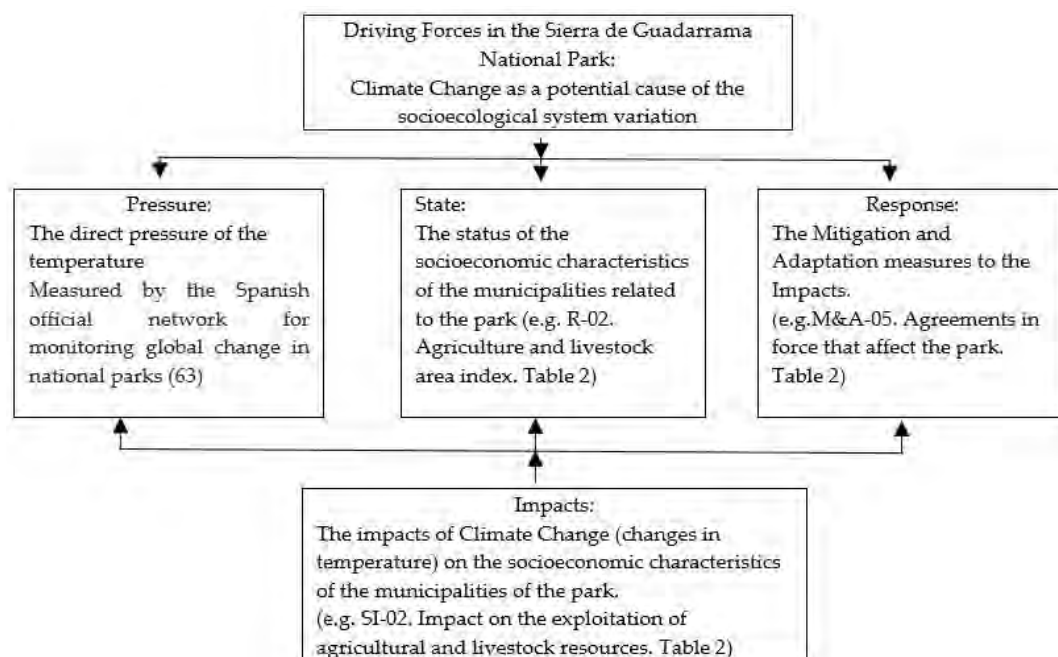 Driving Forces in the Sierra de Guadarrama
National Park:
Climate Change as a potential cause of the
socioecological system variation
Pressure:
The direct pressure of the
temperature
Measured by the Spanish
official network for
monitoring global change in
national parks (63)
State:
The status of the
socioeconomic characteristics
of the municipalities related
to the park (e.g. R-02.
Agriculture and livestock
area index. Table 2)
Response:
The Mitigation and
Adaptation measures to the
Impacts.
(e.g.M&A-05. Agreements in
force that affect the park.
Table 2)
Impacts:
The impacts of Climate Change (changes in
temperature) on the socioeconomic characteristics
of the municipalities of the park.
(e.g. SI-02. Impact on the exploitation of
agricultural and livestock resources. Table 2)